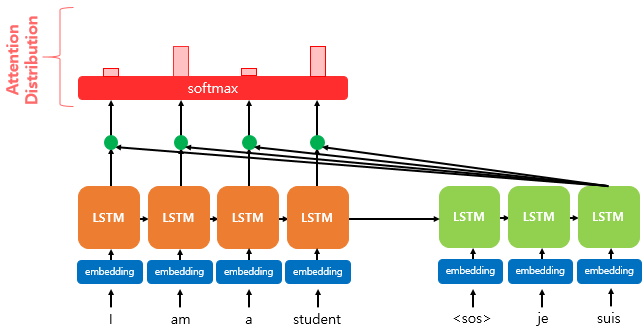 Attention
Distribution
softmax
LSTM LSTM LSTM LSTM LSTM LSTM LSTM
embedding embedding embedding embedding embedding embedding embedding
I am a student <sos> je suis